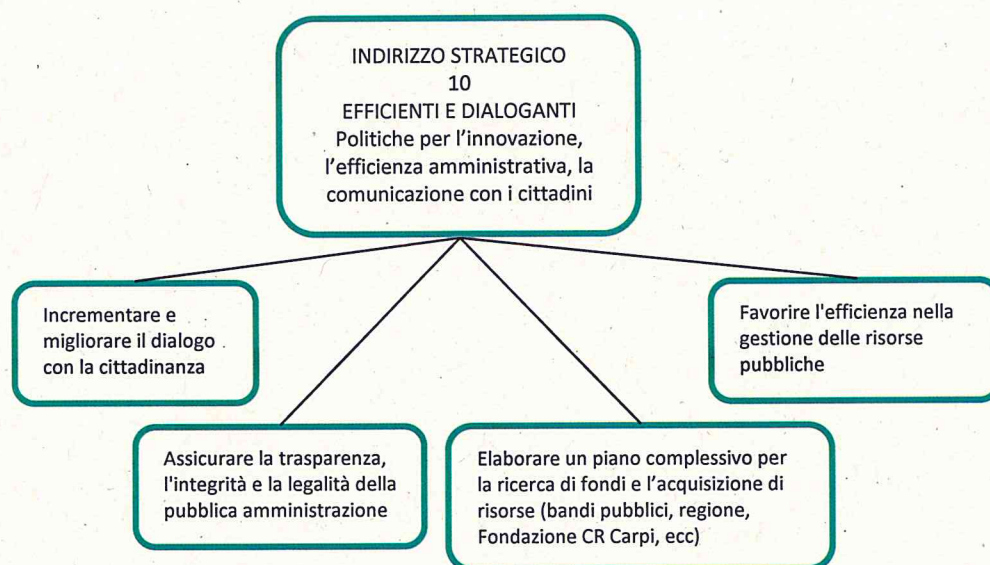 INDIRIZZO STRATEGICO
10
EFFICIENTI E DIALOGANTI
Politiche per l'innovazione,
l'efficienza amministrativa, la
comunicazione con i cittadini
Incrementare e
migliorare il dialogo
con la cittadinanza
Assicurare la trasparenza,
l'integrità e la legalità della
pubblica amministrazione
Elaborare un piano complessivo per
la ricerca di fondi e l'acquisizione di
risorse (bandi pubblici, regione,
Fondazione CR Carpi, ecc)
Favorire l'efficienza nella
gestione delle risorse
pubbliche